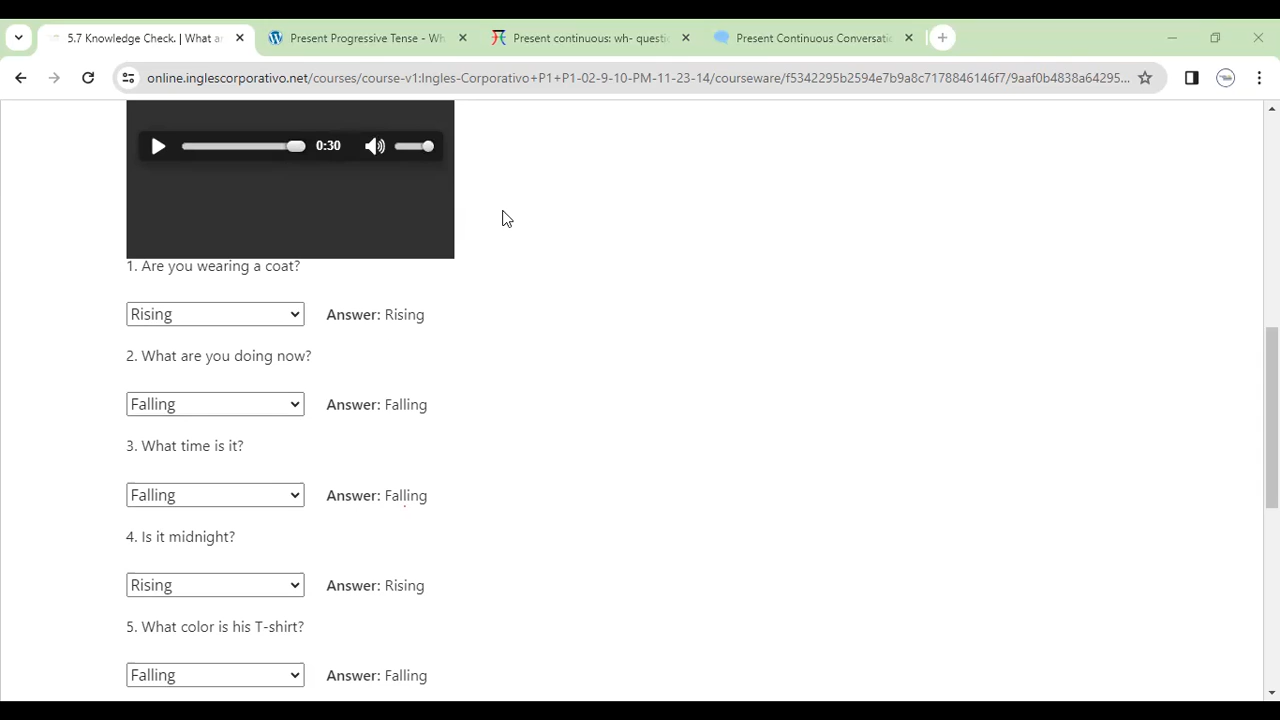 5.7 Knowledge Check. | What ar
Present Progressive Tense - Wh
Present continuous: wh- questi
Present Continuous Conversatio
online.inglescorporativo.net/courses/course-v1:Ingles-Corporativo+P1+P1-02-9-10-PM-11-23-14/courseware/f5342295b2594e7b9a8c7178846146f7/9aaf0b4838a64295...
0:30
1. Are you wearing a coat?
Rising Answer: Rising
2. What are you doing now?
Falling Answer: Falling
3. What time is it?
Falling Answer: Falling
4. Is it midnight?
Rising Answer: Rising
5. What color is his T-shirt?
Falling Answer: Falling